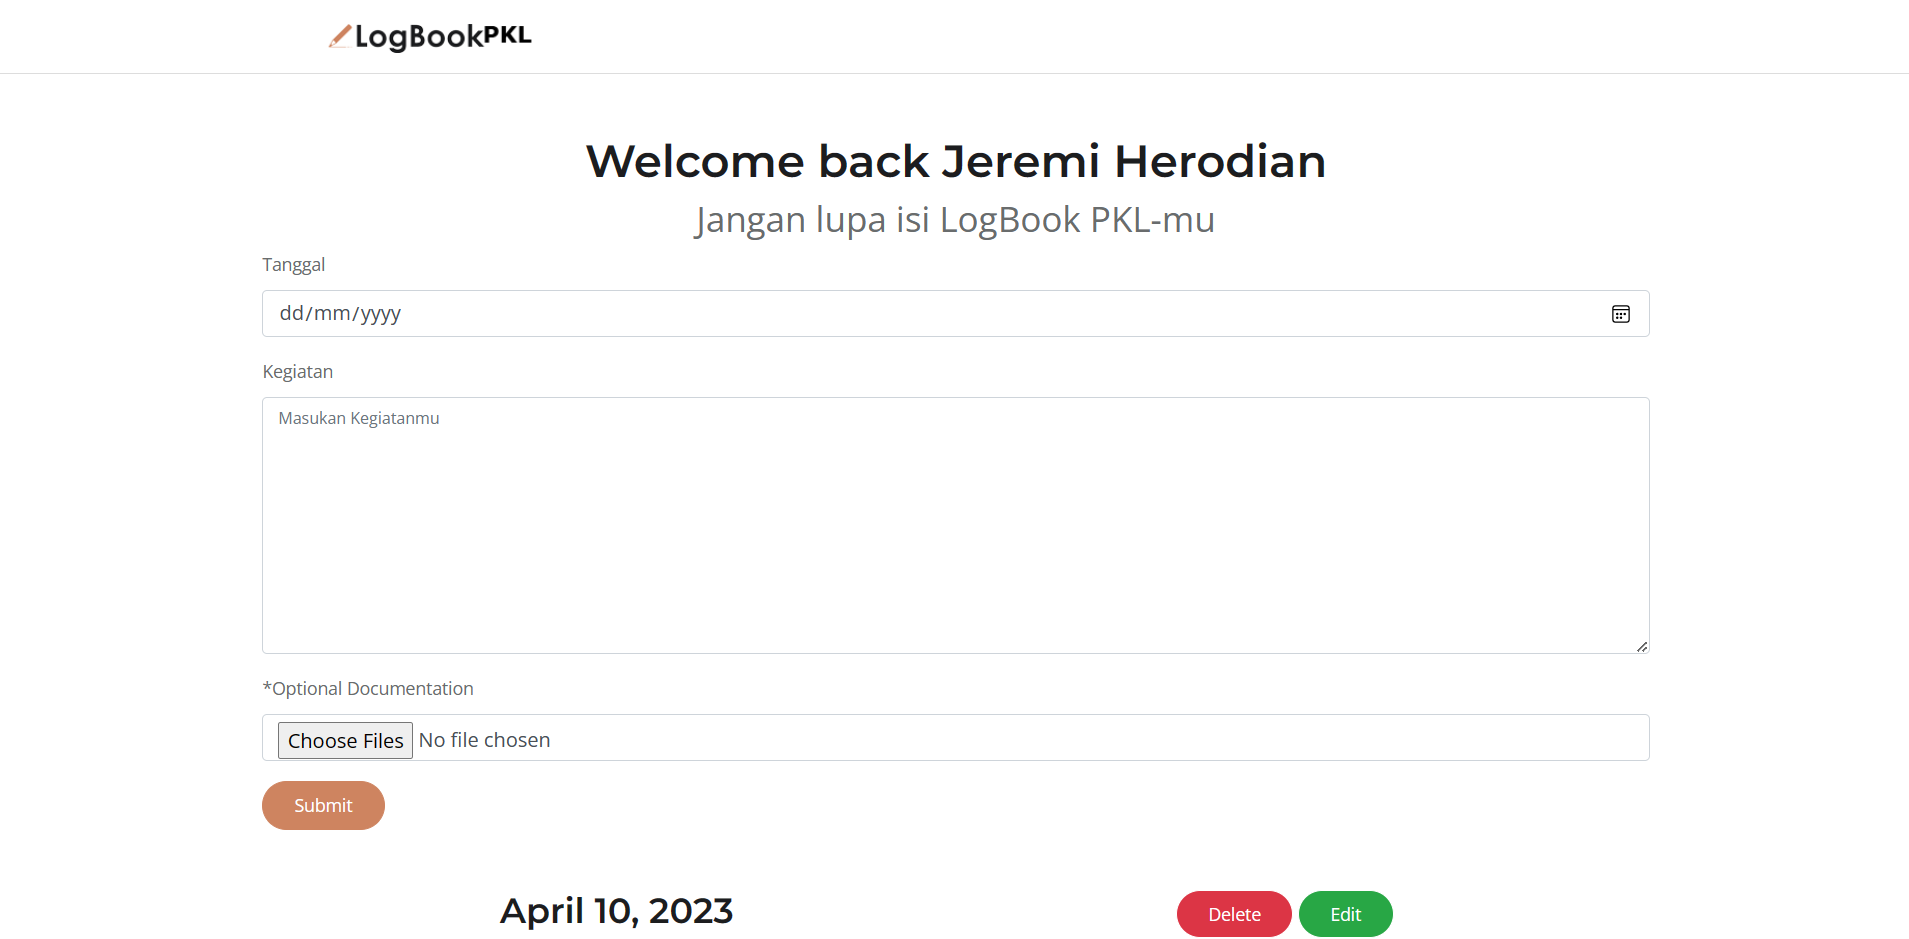 LogBookPKL
Welcome back Jeremi Herodian
Jangan lupa isi LogBook PKL-mu
Tanggal
dd/mm/yyyy
Kegiatan
Masukan Kegiatanmu
*Optional Documentation
Choose Files No file chosen
Submit
April 10, 2023 Delete Edit